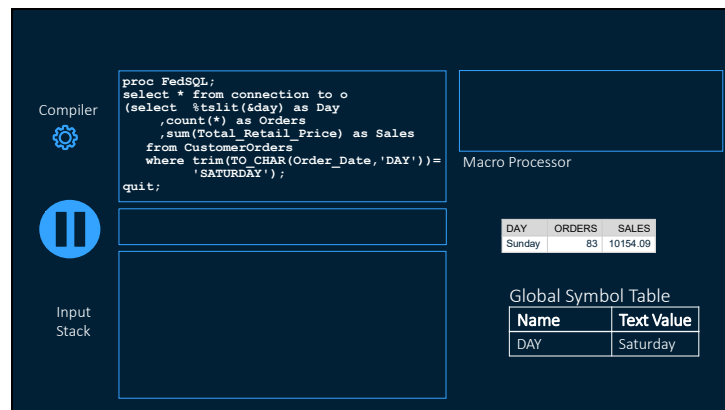 proc FedSQL;
select * from connection to o
(select  %tslit(&day) as Day
,count(*) as Orders
,sum(Total_Retail_Price) as Sales
from CustomerOrders
where trim(TO_CHAR(Order_Date,'DAY'))=
'SATURDAY');
quit;
Compiler
Macro Processor
DAY ORDERS SALES
Sunday 83 10154.09
Input
Stack
Global Symbol Table
Name Text Value
DAY Saturday